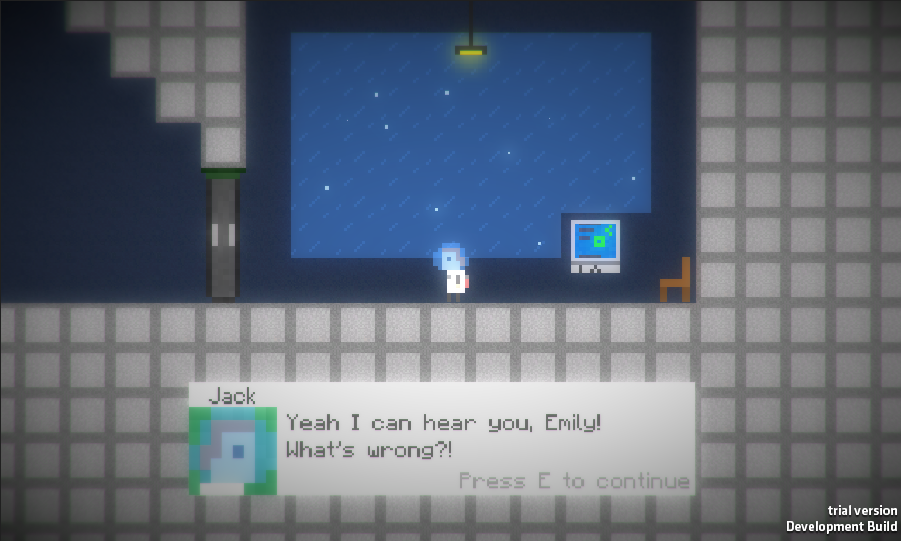 Jack
Yeah I can hear you, Emily!
What's wrong?!
Press E to continue
trial version
Development Build